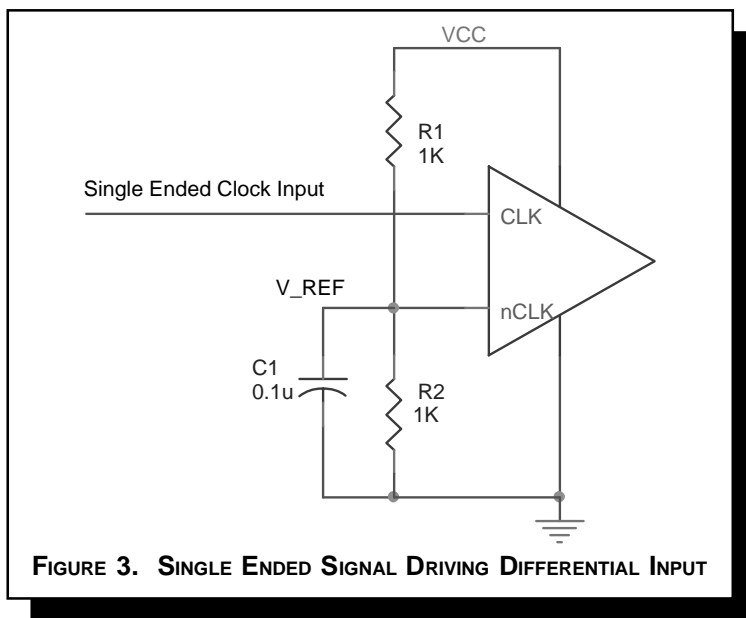 VCC
R1
1K
Single Ended Clock Input
CLK
V_REF
nCLK
C1
0.1u
R2
1K
FIGURE 3. SINGLE ENDED SIGNAL DRIVING DIFFERENTIAL INPUT